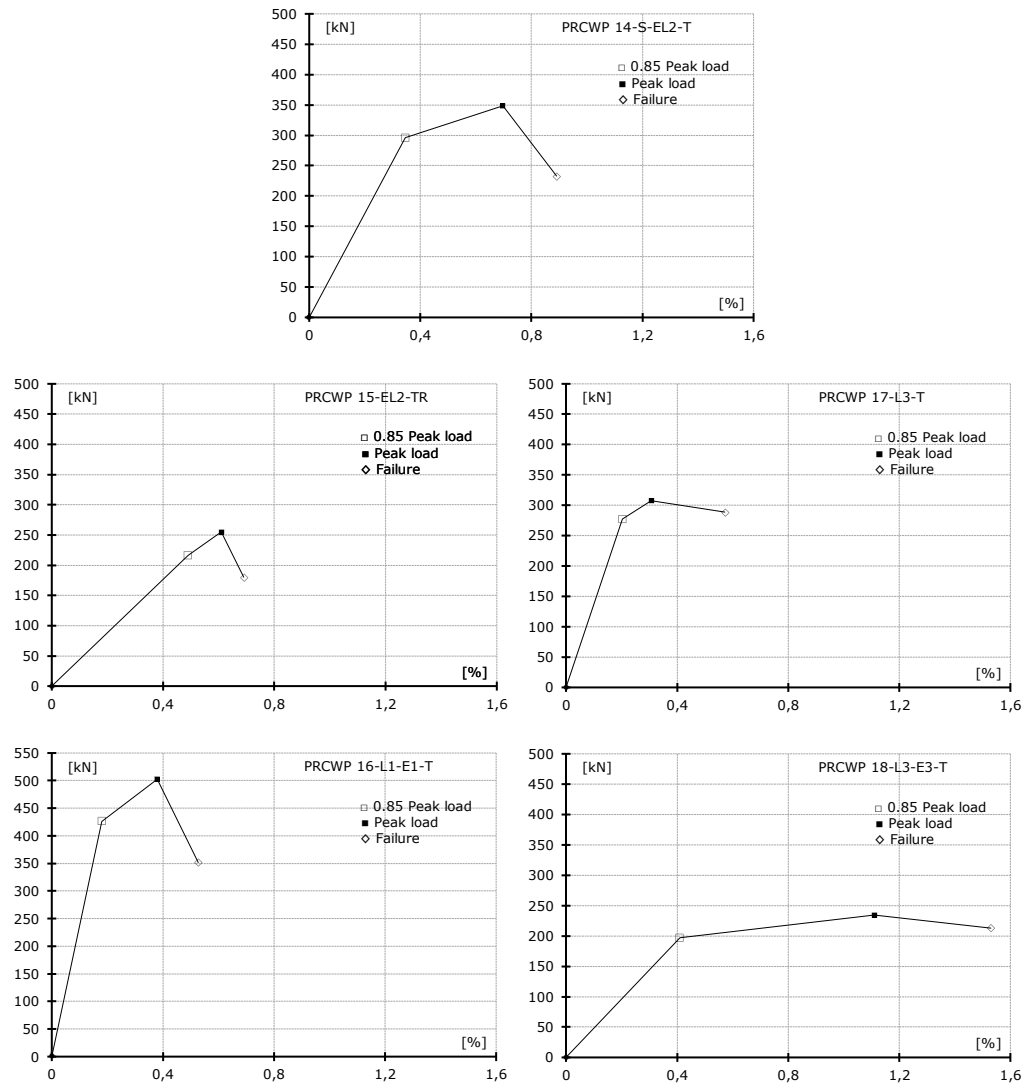 [kN]
PRCWP 14-S-EL2-T
0.85 Peak load
Peak load
Failure
500
450
400
350
300
250
200
150
100
50
0
[%]
0 0,4 0,8 1,2 1,6
[kN]
PRCWP 15-EL2-TR
0.85 Peak load
Peak load
Failure
500
450
400
350
300
250
200
150
100
50
0
[%]
0 0,4 0,8 1,2 1,6
[kN]
PRCWP 17-L3-T
0.85 Peak load
Peak load
Failure
500
450
400
350
300
250
200
150
100
50
0
[%]
0 0,4 0,8 1,2 1,6
[kN]
PRCWP 16-L1-E1-T
0.85 Peak load
Peak load
Failure
550
500
450
400
350
300
250
200
150
100
50
0
[%]
0 0,4 0,8 1,2 1,6
[kN]
PRCWP 18-L3-E3-T
0.85 Peak load
Peak load
Failure
500
450
400
350
300
250
200
150
100
50
0
[%]
0 0,4 0,8 1,2 1,6